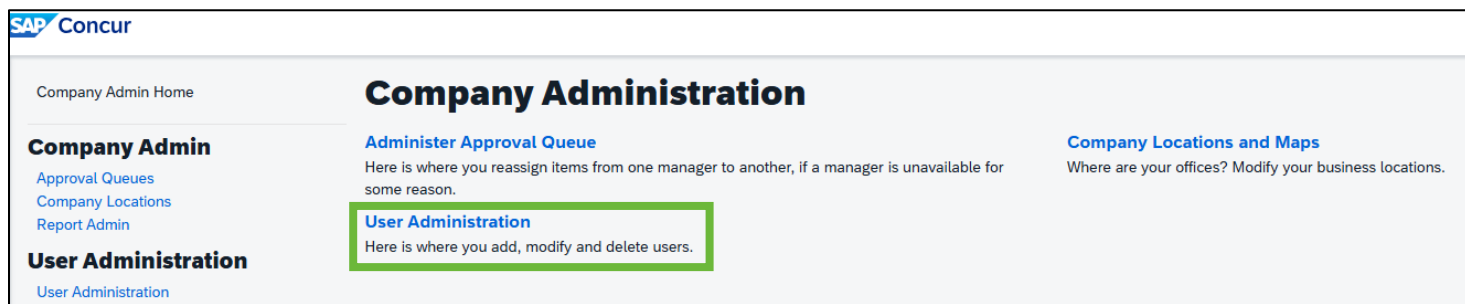 SAP Concur
Company Admin Home
Company Admin
Approval Queues
Company Locations
Report Admin
User Administration
User Administration
Company Administration
Administer Approval Queue
Here is where you reassign items from one manager to another, if a manager is unavailable for
some reason.
User Administration
Here is where you add, modify and delete users.
Company Locations and Maps
Where are your offices? Modify your business locations.